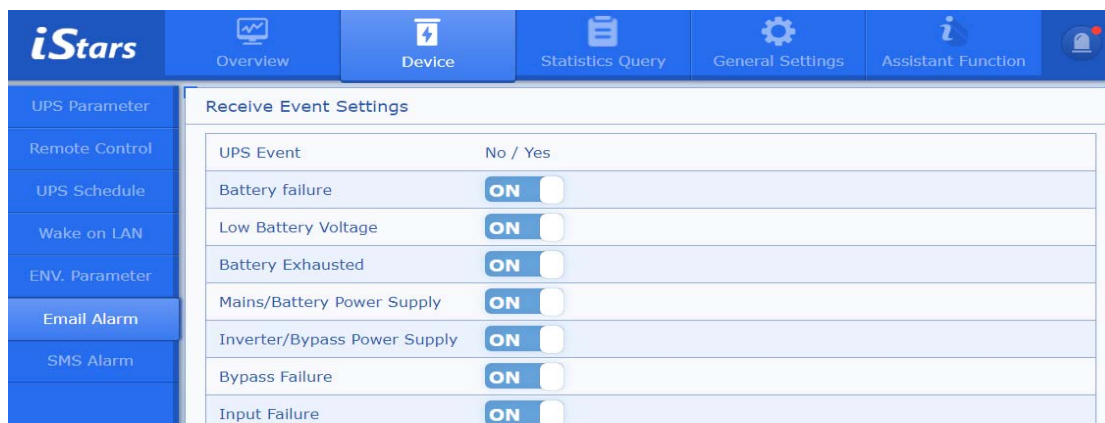 iStars
Overview
Device
Statistics Query
General Settings
Assistant Function
UPS Parameter
Remote Control
UPS Schedule
Wake on LAN
ENV. Parameter
Email Alarm
SMS Alarm
Receive Event Settings
UPS Event No / Yes
Battery failure ON
Low Battery Voltage ON
Battery Exhausted ON
Mains/Battery Power Supply ON
Inverter/Bypass Power Supply ON
Bypass Failure ON
Input Failure ON